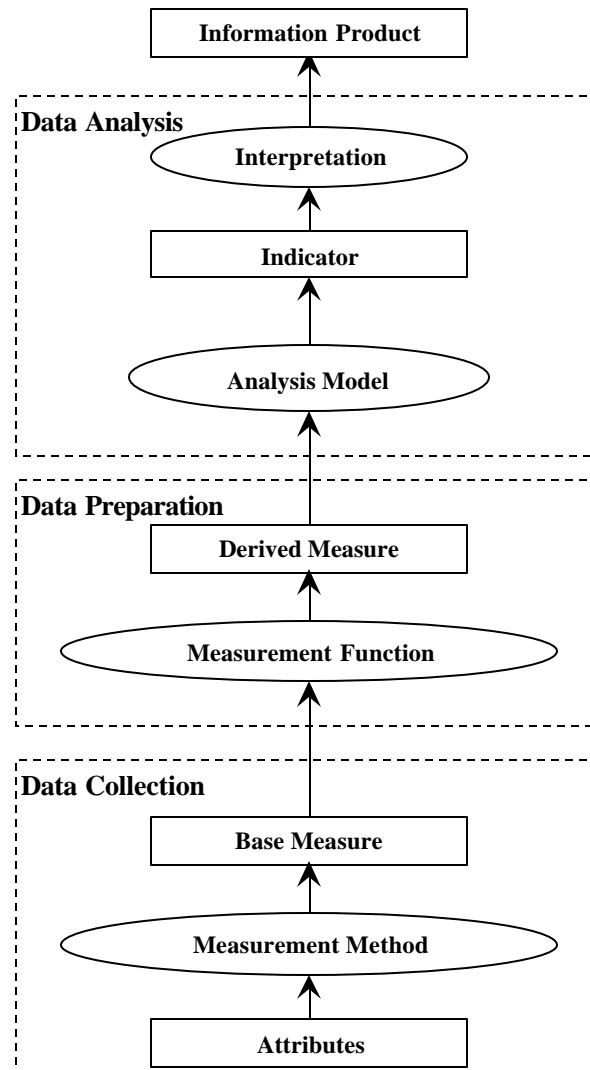 Information Product
Data Analysis
Interpretation
Indicator
Analysis Model
Data Preparation
Derived Measure
Measurement Function
Data Collection
Base Measure
Measurement Method
Attributes